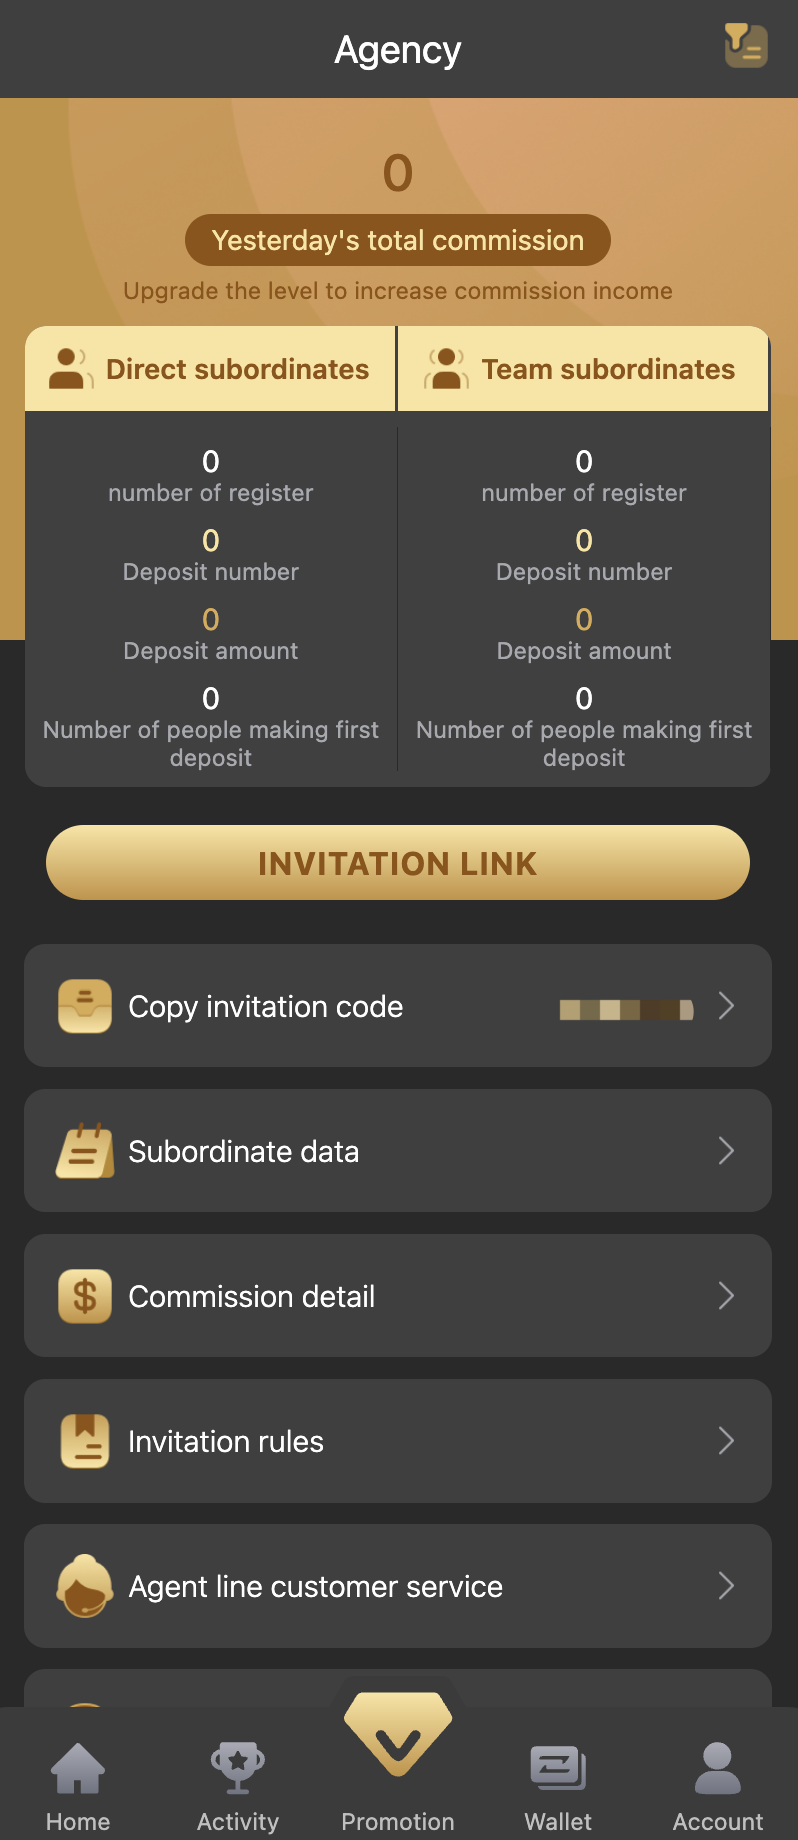 Agency
0
Yesterday's total commission
Upgrade the level to increase commission income
Direct subordinates
Team subordinates
0
number of register
0
Deposit number
0
Deposit amount
0
Number of people making first
deposit
0
number of register
0
Deposit number
0
Deposit amount
0
Number of people making first
deposit
INVITATION LINK
Copy invitation code
Subordinate data
$
Commission detail
Invitation rules
Agent line customer service
Home
Activity
Promotion
Wallet
Account